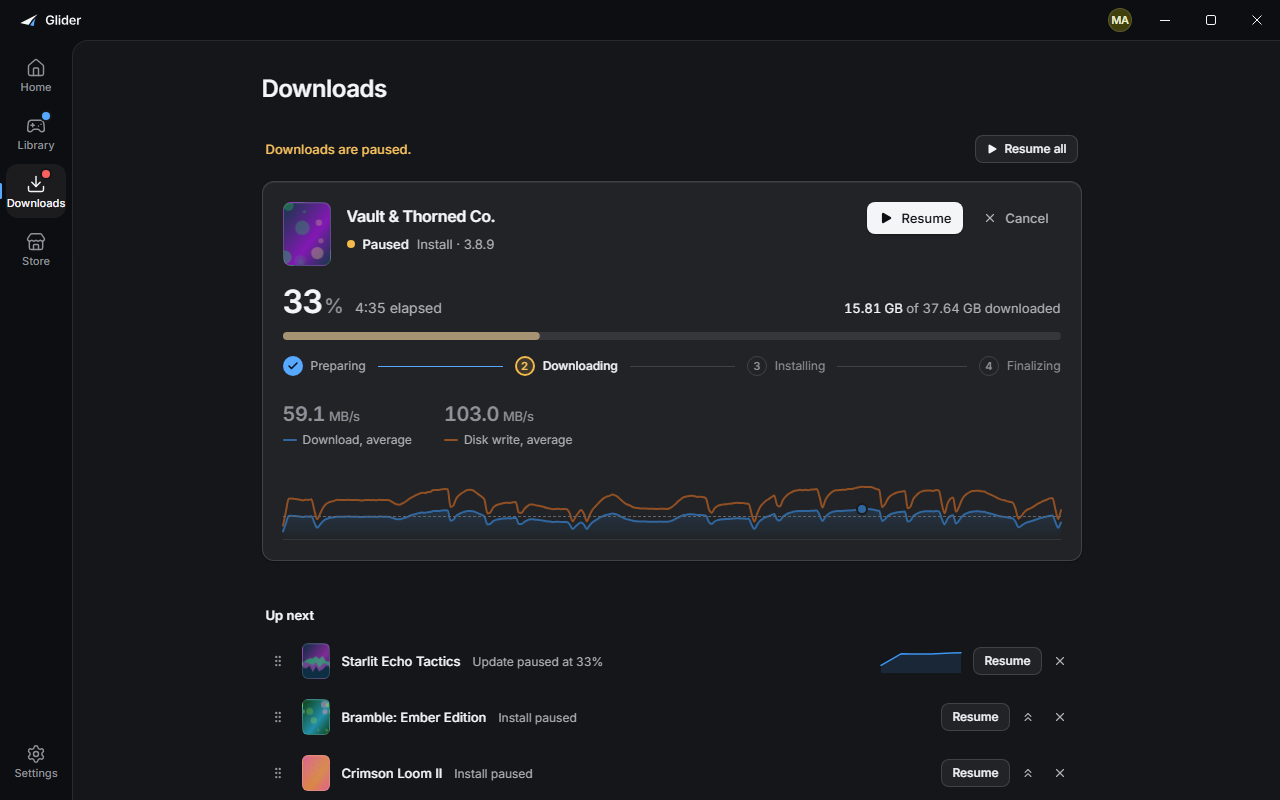 Glider
MA
Home
Library
Downloads
Store
Settings
Downloads
Downloads are paused.
Resume all
Vault & Thorned Co.
Paused Install · 3.8.9
Resume
Cancel
33% 4:35 elapsed
15.81 GB of 37.64 GB downloaded
Preparing
2 Downloading
3 Installing
4 Finalizing
59.1 MB/s
Download, average
103.0 MB/s
Disk write, average
Up next
Starlit Echo Tactics Update paused at 33%
Resume
Bramble: Ember Edition Install paused
Resume
Crimson Loom II Install paused
Resume